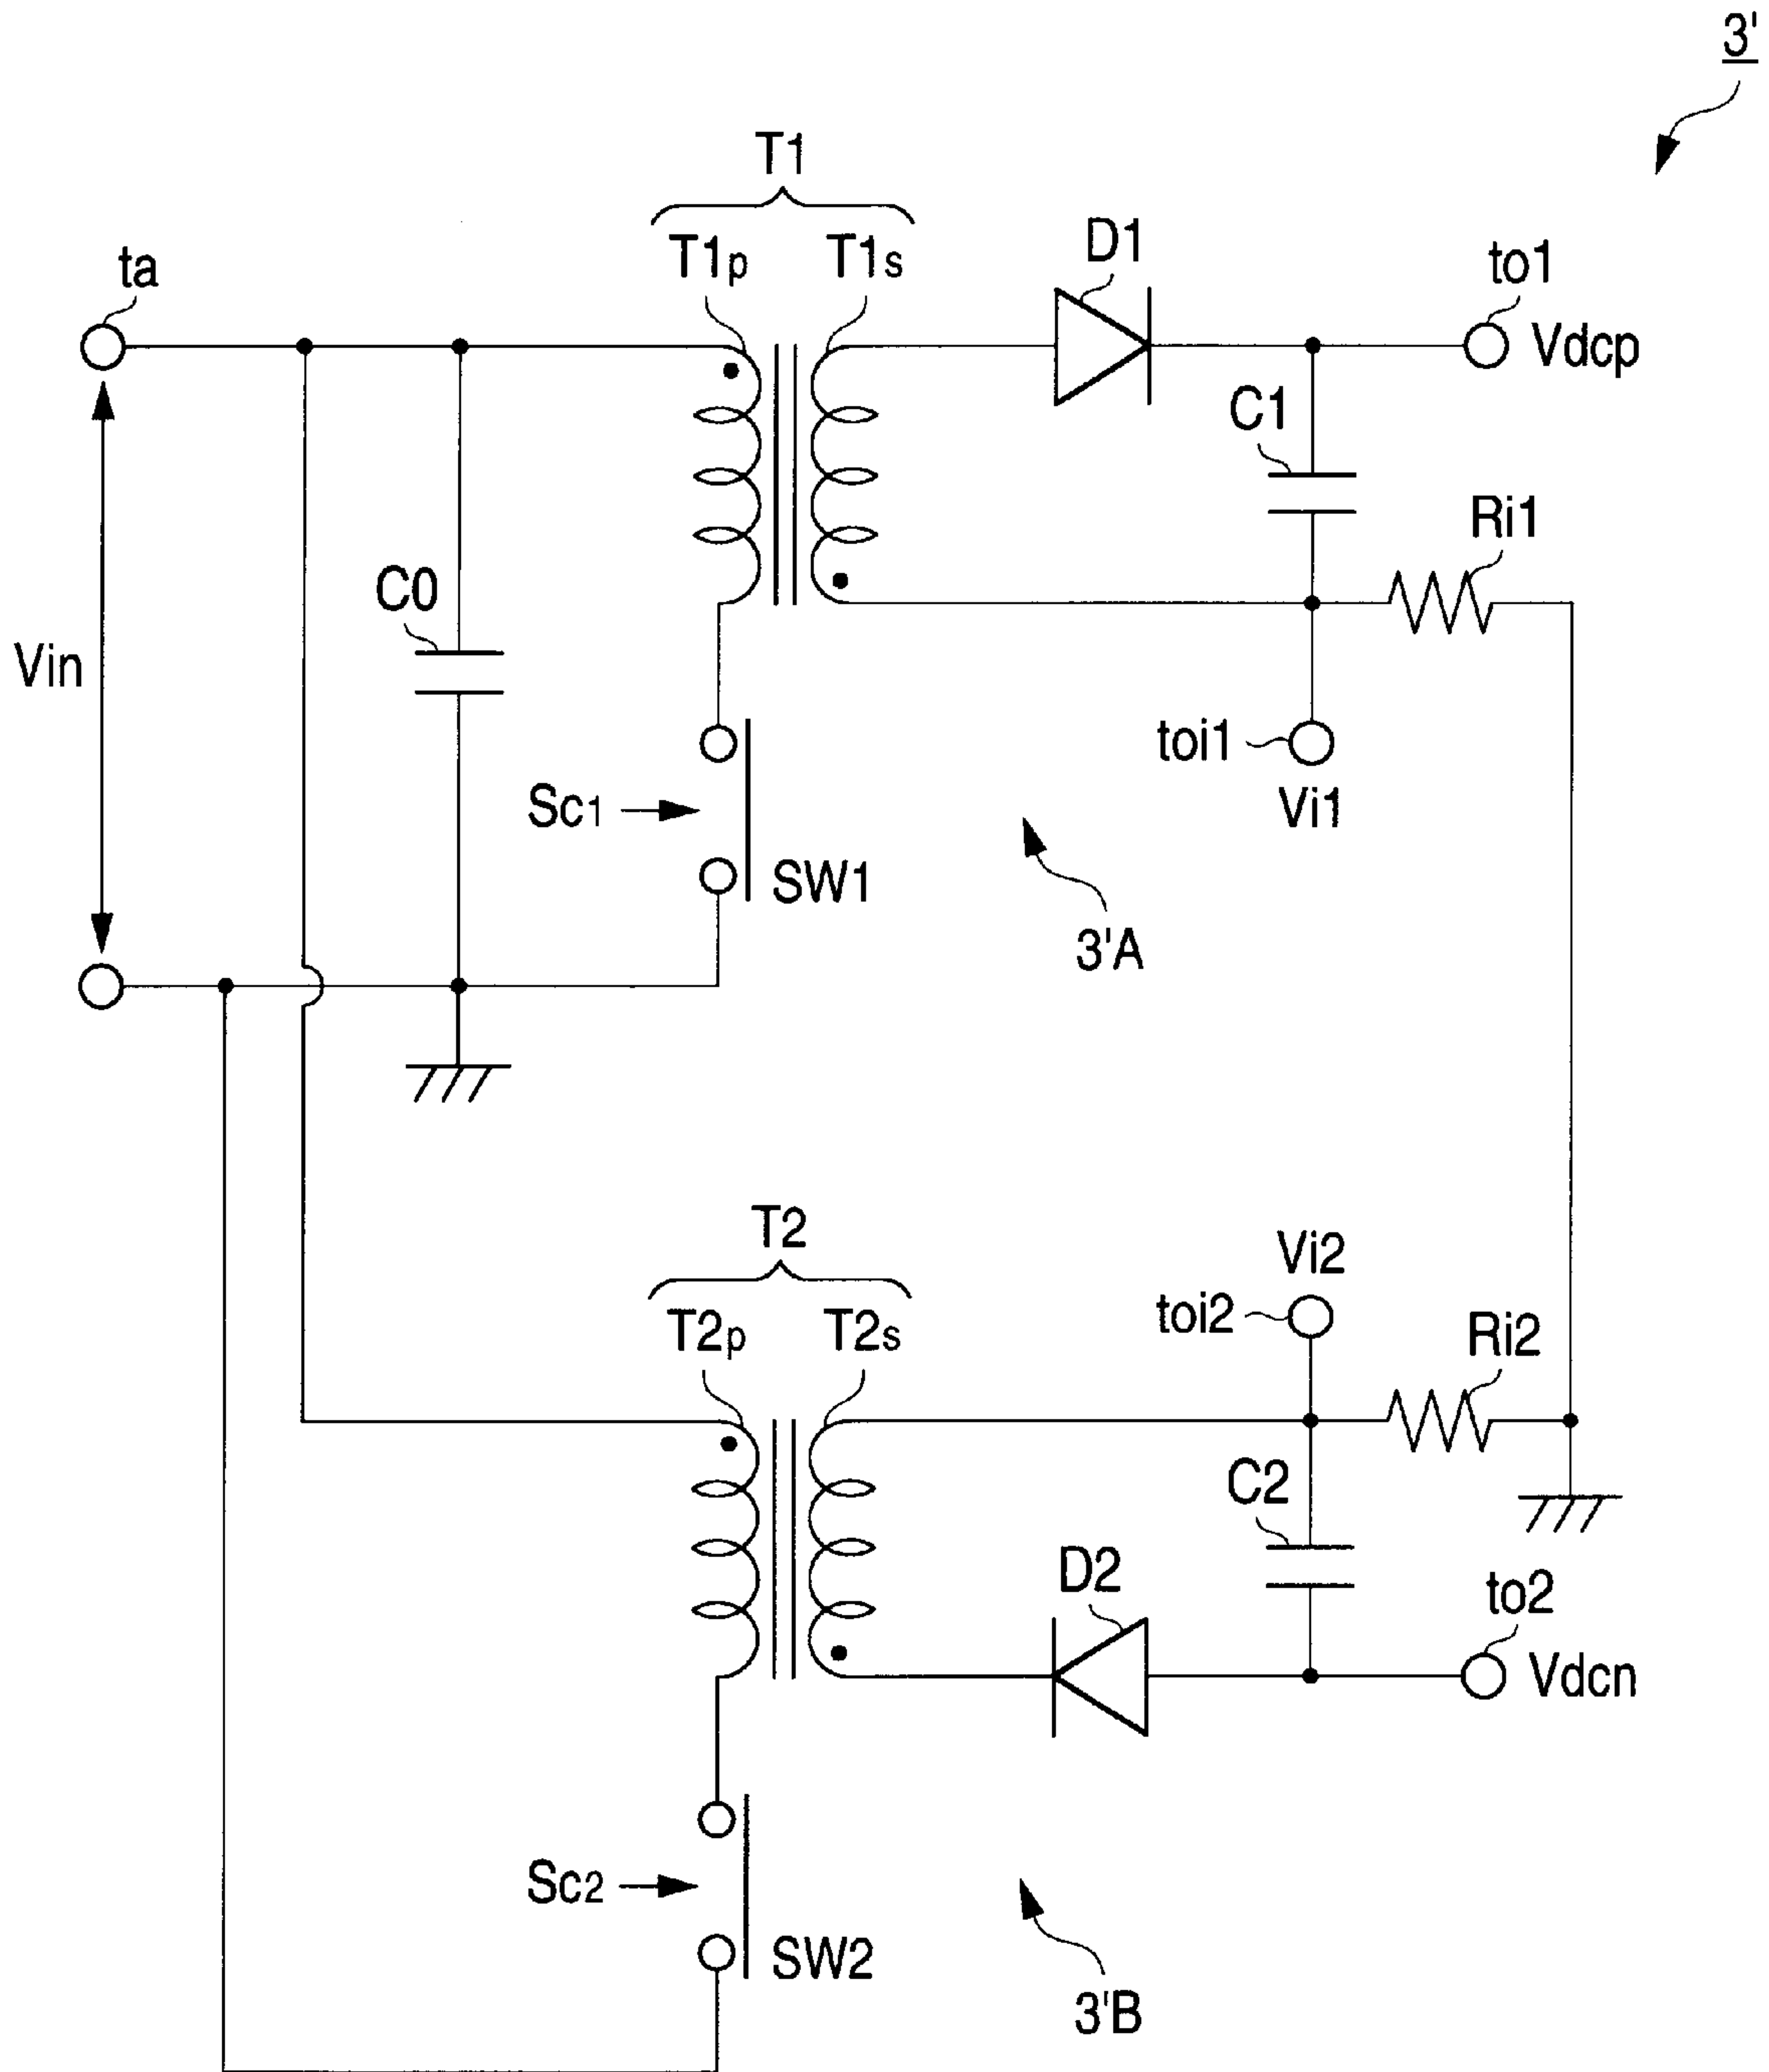 3'
T1
T1p
T1s
D1
to1
ta
Vdcp
C1
Ri1
C0
Vin
toi1
Sc1
Vi1
SW1
3'A
T2
Vi2
T2p
T2s
toi2
Ri2
C2
D2
to2
Vdcn
Sc2
SW2
3'B